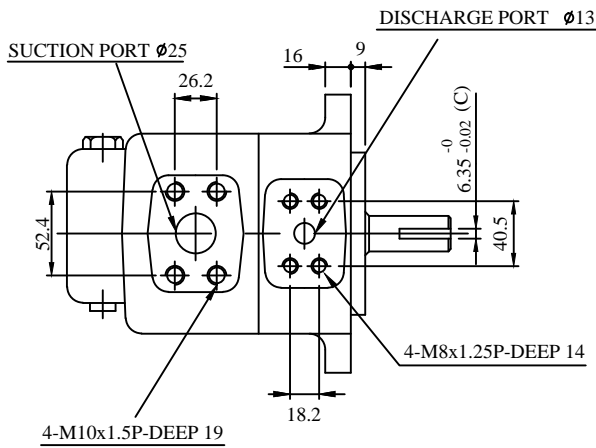 DISCHARGE PORT ø13
SUCTION PORT ø25
16
9
26.2
6.35 -0 -0.02 (C)
52.4
40.5
4-M8x1.25P-DEEP 14
18.2
4-M10x1.5P-DEEP 19